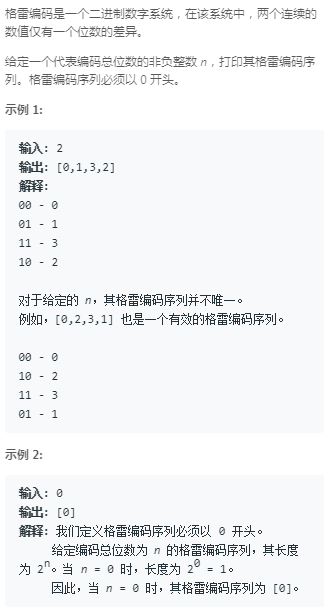 格雷编码是一个二进制数字系统，在该系统中，两个连续的
数值仅有一个位数的差异。
给定一个代表编码总位数的非负整数 n，打印其格雷编码序
列。格雷编码序列必须以 0 开头。
示例 1:
输入: 2
输出: [0,1,3,2]
解释:
00 - 0
01 - 1
11 - 3
10 - 2
对于给定的 n，其格雷编码序列并不唯一。
例如，[0,2,3,1] 也是一个有效的格雷编码序列。
00 - 0
10 - 2
11 - 3
01 - 1
示例 2:
输入: 0
输出: [0]
解释: 我们定义格雷编码序列必须以 0 开头。
给定编码总位数为 n 的格雷编码序列，其长度
为 2ⁿ。当 n = 0 时，长度为 2⁰ = 1。
因此，当 n = 0 时，其格雷编码序列为 [0]。